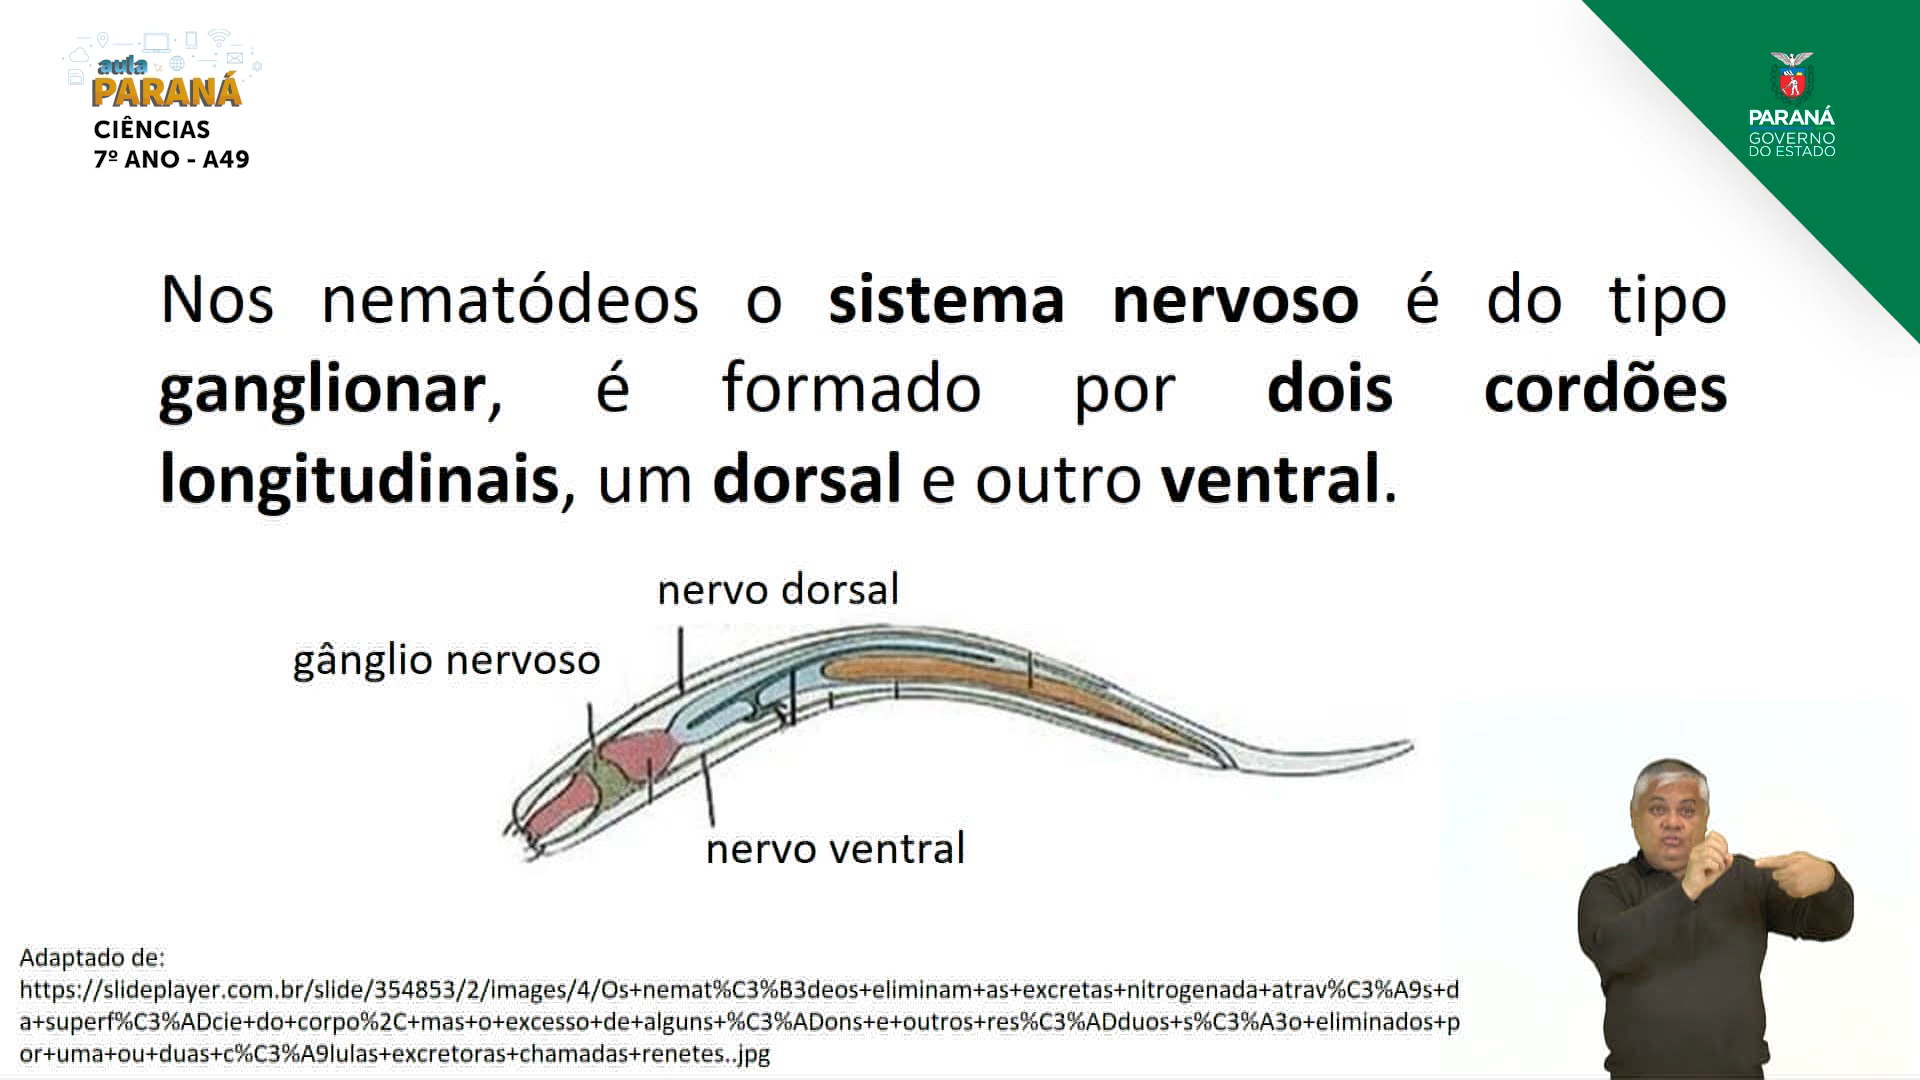 aula
PARANÁ
CIÊNCIAS
7º ANO - A49
PARANÁ
GOVERNO
DO ESTADO
Nos nematódeos o sistema nervoso é do tipo
ganglionar, é formado por dois cordões
longitudinais, um dorsal e outro ventral.
nervo dorsal
gânglio nervoso
nervo ventral
Adaptado de:
https://slideplayer.com.br/slide/354853/2/images/4/Os+nemat%C3%B3deos+eliminam+as+excretas+nitrogenada+atrav%C3%A9s+d
a+superf%C3%ADcie+do+corpo%2C+mas+o+excesso+de+alguns+%C3%ADons+e+outros+res%C3%ADduos+s%C3%A3o+eliminados+p
or+uma+ou+duas+c%C3%A9lulas+excretoras+chamadas+renetes..jpg